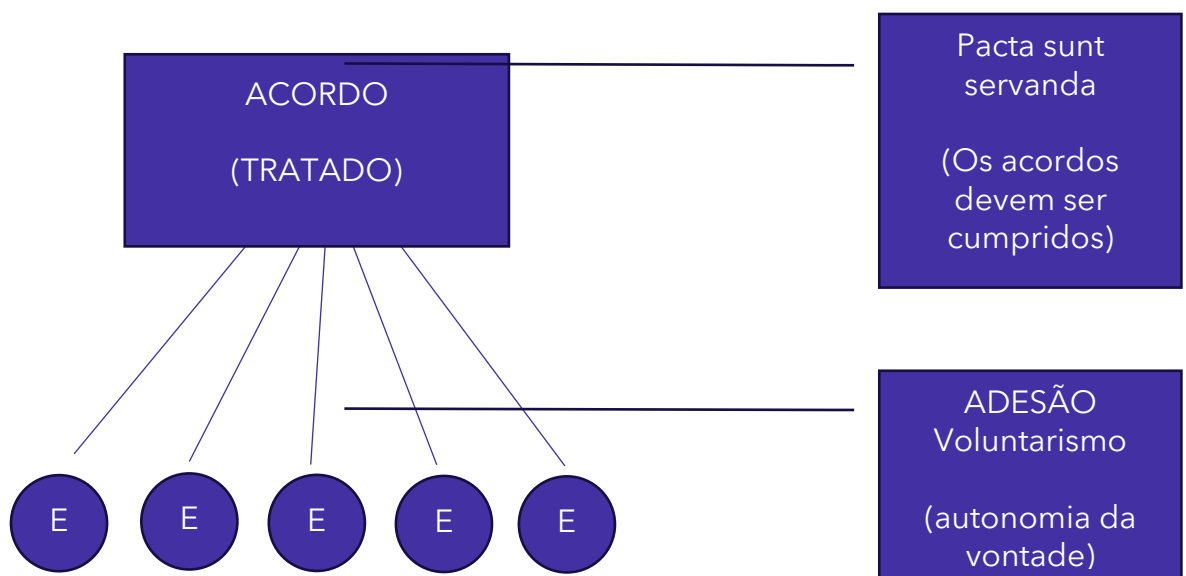 ACORDO
(TRATADO)
Pacta sunt
servanda
(Os acordos
devem ser
cumpridos)
ADESÃO
Voluntarismo
(autonomia da
vontade)
E
E
E
E
E